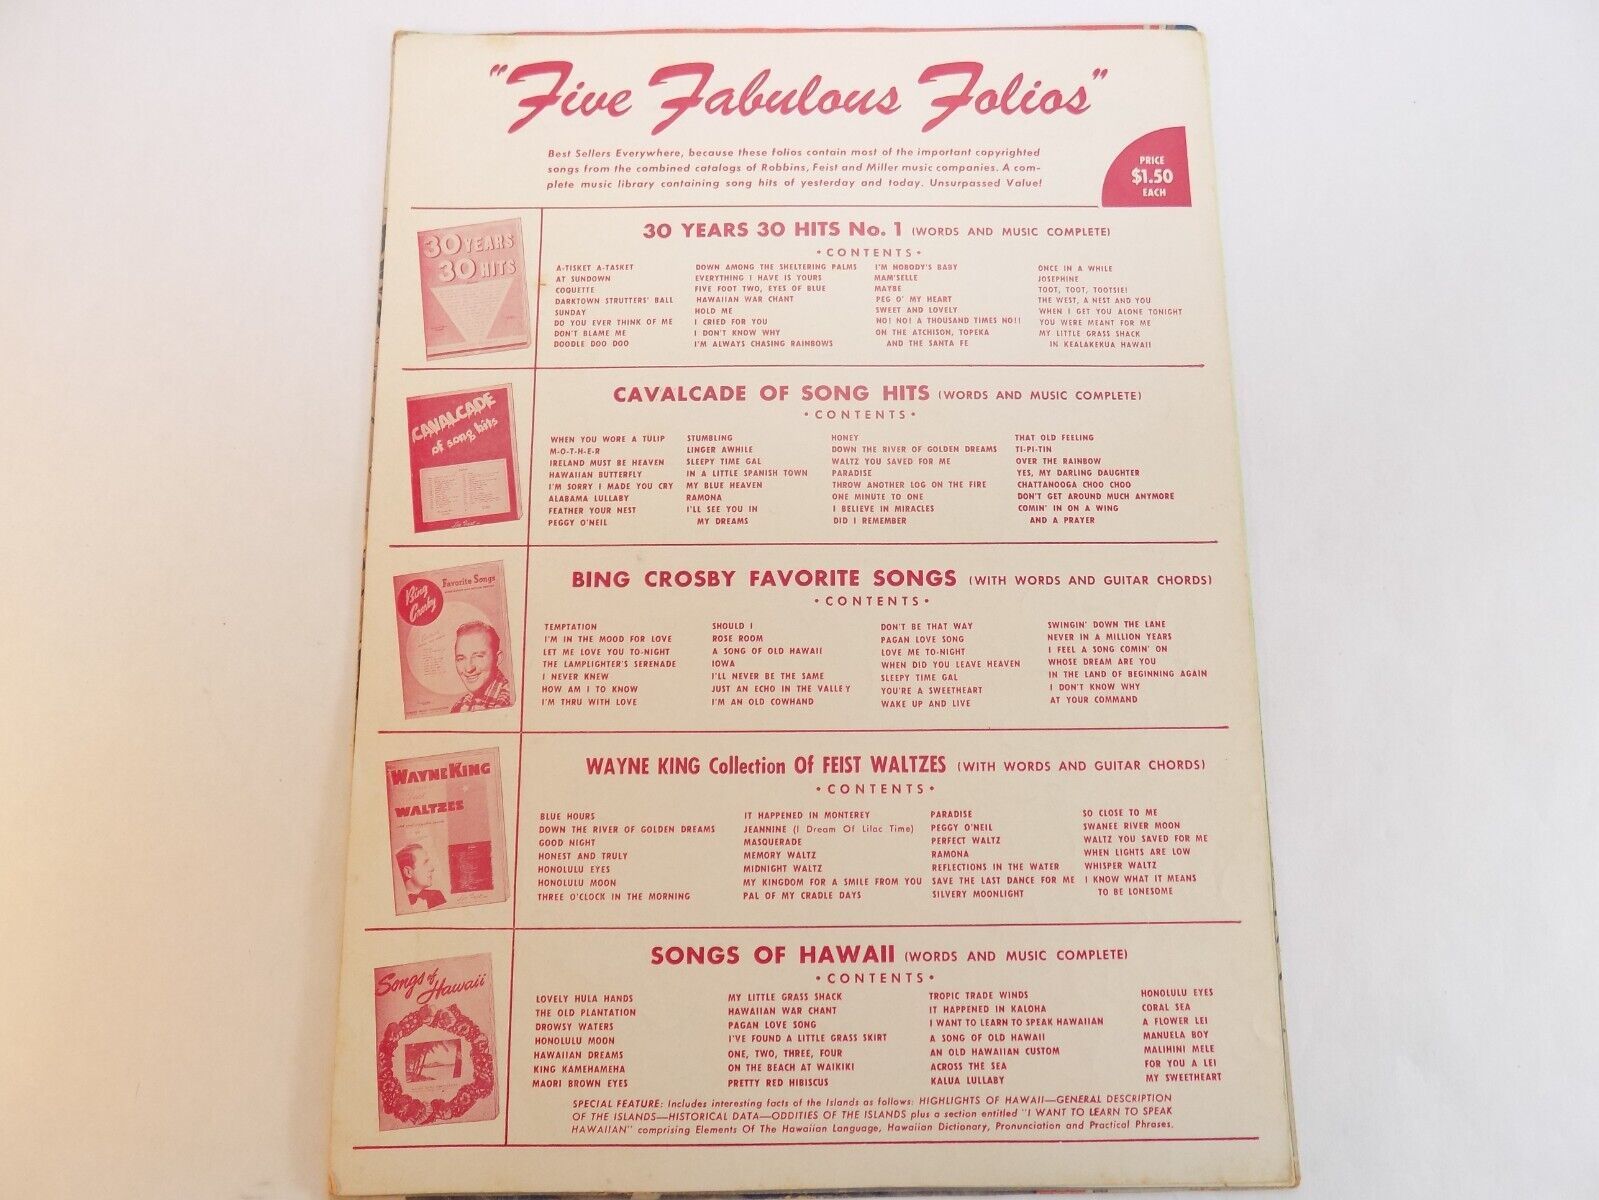 "Five Fabulous Folios"
Best Sellers Everywhere, because these folios contain most of the important copyrighted
songs from the combined catalogs of Robbins, Feist and Miller music companies. A com-
plete music library containing song hits of yesterday and today. Unsurpassed Value!
PRICE
$1.50
EACH
30 YEARS
30 HITS
30 YEARS 30 HITS No. 1 (WORDS AND MUSIC COMPLETE)
• CONTENTS •
A-TISKET A-TASKET
AT SUNDOWN
COQUETTE
DARKTOWN STRUTTERS' BALL
SUNDAY
DO YOU EVER THINK OF ME
DON'T BLAME ME
DOODLE DOO DOO
DOWN AMONG THE SHELTERING PALMS
EVERYTHING I HAVE IS YOURS
FIVE FOOT TWO, EYES OF BLUE
HAWAIIAN WAR CHANT
HOLD ME
I CRIED FOR YOU
I DON'T KNOW WHY
I'M ALWAYS CHASING RAINBOWS
I'M NOBODY'S BABY
MAM'SELLE
MAYBE
PEG O' MY HEART
SWEET AND LOVELY
NO! NO! A THOUSAND TIMES NO!!
ON THE ATCHISON, TOPEKA
AND THE SANTA FE
ONCE IN A WHILE
JOSEPHINE
TOOT, TOOT, TOOTSIE!
THE WEST, A NEST AND YOU
WHEN I GET YOU ALONE TONIGHT
YOU WERE MEANT FOR ME
MY LITTLE GRASS SHACK
IN KEALAKEKUA HAWAII
CAVALCADE
of song hits
CAVALCADE OF SONG HITS (WORDS AND MUSIC COMPLETE)
• CONTENTS •
WHEN YOU WORE A TULIP
M-O-T-H-E-R
IRELAND MUST BE HEAVEN
HAWAIIAN BUTTERFLY
I'M SORRY I MADE YOU CRY
ALABAMA LULLABY
FEATHER YOUR NEST
PEGGY O'NEIL
STUMBLING
LINGER AWHILE
SLEEPY TIME GAL
IN A LITTLE SPANISH TOWN
MY BLUE HEAVEN
RAMONA
I'LL SEE YOU IN
MY DREAMS
HONEY
DOWN THE RIVER OF GOLDEN DREAMS
WALTZ YOU SAVED FOR ME
PARADISE
THROW ANOTHER LOG ON THE FIRE
ONE MINUTE TO ONE
I BELIEVE IN MIRACLES
DID I REMEMBER
THAT OLD FEELING
TI-PI-TIN
OVER THE RAINBOW
YES, MY DARLING DAUGHTER
CHATTANOOGA CHOO CHOO
DON'T GET AROUND MUCH ANYMORE
COMIN' IN ON A WING
AND A PRAYER
Bing
Crosby
Favorite Songs
BING CROSBY FAVORITE SONGS (WITH WORDS AND GUITAR CHORDS)
• CONTENTS •
TEMPTATION
I'M IN THE MOOD FOR LOVE
LET ME LOVE YOU TO-NIGHT
THE LAMPLIGHTER'S SERENADE
I NEVER KNEW
HOW AM I TO KNOW
I'M THRU WITH LOVE
SHOULD I
ROSE ROOM
A SONG OF OLD HAWAII
IOWA
I'LL NEVER BE THE SAME
JUST AN ECHO IN THE VALLEY
I'M AN OLD COWHAND
DON'T BE THAT WAY
PAGAN LOVE SONG
LOVE ME TO-NIGHT
WHEN DID YOU LEAVE HEAVEN
SLEEPY TIME GAL
YOU'RE A SWEETHEART
WAKE UP AND LIVE
SWINGIN' DOWN THE LANE
NEVER IN A MILLION YEARS
I FEEL A SONG COMIN' ON
WHOSE DREAM ARE YOU
IN THE LAND OF BEGINNING AGAIN
I DON'T KNOW WHY
AT YOUR COMMAND
WAYNE KING
WALTZES
WAYNE KING Collection Of FEIST WALTZES (WITH WORDS AND GUITAR CHORDS)
• CONTENTS •
BLUE HOURS
DOWN THE RIVER OF GOLDEN DREAMS
GOOD NIGHT
HONEST AND TRULY
HONOLULU EYES
HONOLULU MOON
THREE O'CLOCK IN THE MORNING
IT HAPPENED IN MONTEREY
JEANNINE (I Dream Of Lilac Time)
MASQUERADE
MEMORY WALTZ
MIDNIGHT WALTZ
MY KINGDOM FOR A SMILE FROM YOU
PAL OF MY CRADLE DAYS
PARADISE
PEGGY O'NEIL
PERFECT WALTZ
RAMONA
REFLECTIONS IN THE WATER
SAVE THE LAST DANCE FOR ME
SILVERY MOONLIGHT
SO CLOSE TO ME
SWANEE RIVER MOON
WALTZ YOU SAVED FOR ME
WHEN LIGHTS ARE LOW
WHISPER WALTZ
I KNOW WHAT IT MEANS
TO BE LONESOME
Songs of
Hawaii
SONGS OF HAWAII (WORDS AND MUSIC COMPLETE)
• CONTENTS •
LOVELY HULA HANDS
THE OLD PLANTATION
DROWSY WATERS
HONOLULU MOON
HAWAIIAN DREAMS
KING KAMEHAMEHA
MAORI BROWN EYES
MY LITTLE GRASS SHACK
HAWAIIAN WAR CHANT
PAGAN LOVE SONG
I'VE FOUND A LITTLE GRASS SKIRT
ONE, TWO, THREE, FOUR
ON THE BEACH AT WAIKIKI
PRETTY RED HIBISCUS
TROPIC TRADE WINDS
IT HAPPENED IN KALOHA
I WANT TO LEARN TO SPEAK HAWAIIAN
A SONG OF OLD HAWAII
AN OLD HAWAIIAN CUSTOM
ACROSS THE SEA
KALUA LULLABY
HONOLULU EYES
CORAL SEA
A FLOWER LEI
MANUELA BOY
MALIHINI MELE
FOR YOU A LEI
MY SWEETHEART
SPECIAL FEATURE: Includes interesting facts of the Islands as follows: HIGHLIGHTS OF HAWAII—GENERAL DESCRIPTION
OF THE ISLANDS—HISTORICAL DATA—ODDITIES OF THE ISLANDS plus a section entitled "I WANT TO LEARN TO SPEAK
HAWAIIAN" comprising Elements Of The Hawaiian Language, Hawaiian Dictionary, Pronunciation and Practical Phrases.